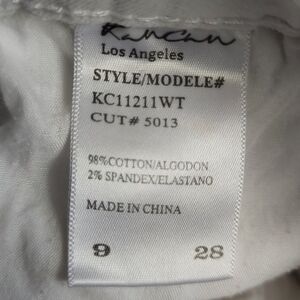 Kancan
Los Angeles
STYLE/MODELE#
KC11211WT
CUT# 5013
98%COTTON/ALGODON
2% SPANDEX/ELASTANO
MADE IN CHINA
9 28